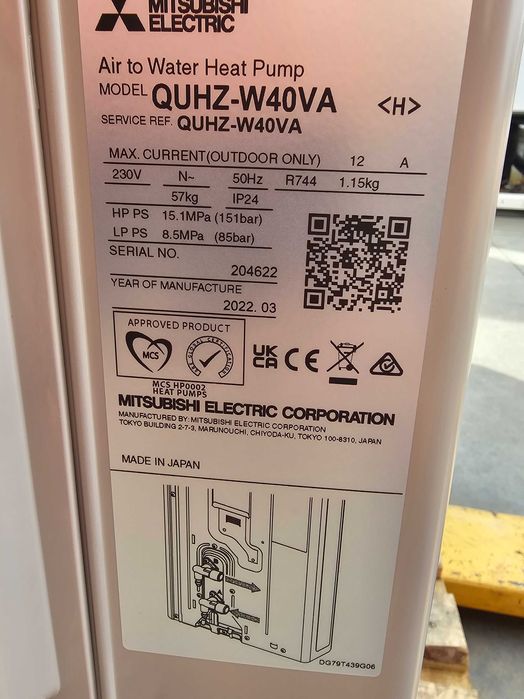 MITSUBISHI
ELECTRIC
Air to Water Heat Pump
MODEL QUHZ-W40VA <H>
SERVICE REF. QUHZ-W40VA
MAX. CURRENT(OUTDOOR ONLY) 12 A
230V N~ 50Hz R744 1.15kg
57kg IP24
HP PS 15.1MPa (151bar)
LP PS 8.5MPa (85bar)
SERIAL NO.
204622
YEAR OF MANUFACTURE
2022. 03
APPROVED PRODUCT
MCS
MCS HP0002
HEAT PUMPS
UK
CA
CE
MITSUBISHI ELECTRIC CORPORATION
MANUFACTURED BY: MITSUBISHI ELECTRIC CORPORATION
TOKYO BUILDING 2-7-3, MARUNOUCHI, CHIYODA-KU, TOKYO 100-8310, JAPAN
MADE IN JAPAN
DG79T439G06